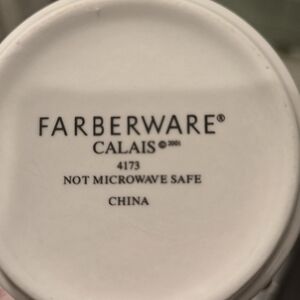 FARBERWARE®
CALAIS © 2001
4173
NOT MICROWAVE SAFE
CHINA